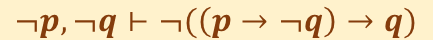 ¬p, ¬q ⊢ ¬((p → ¬q) → q)